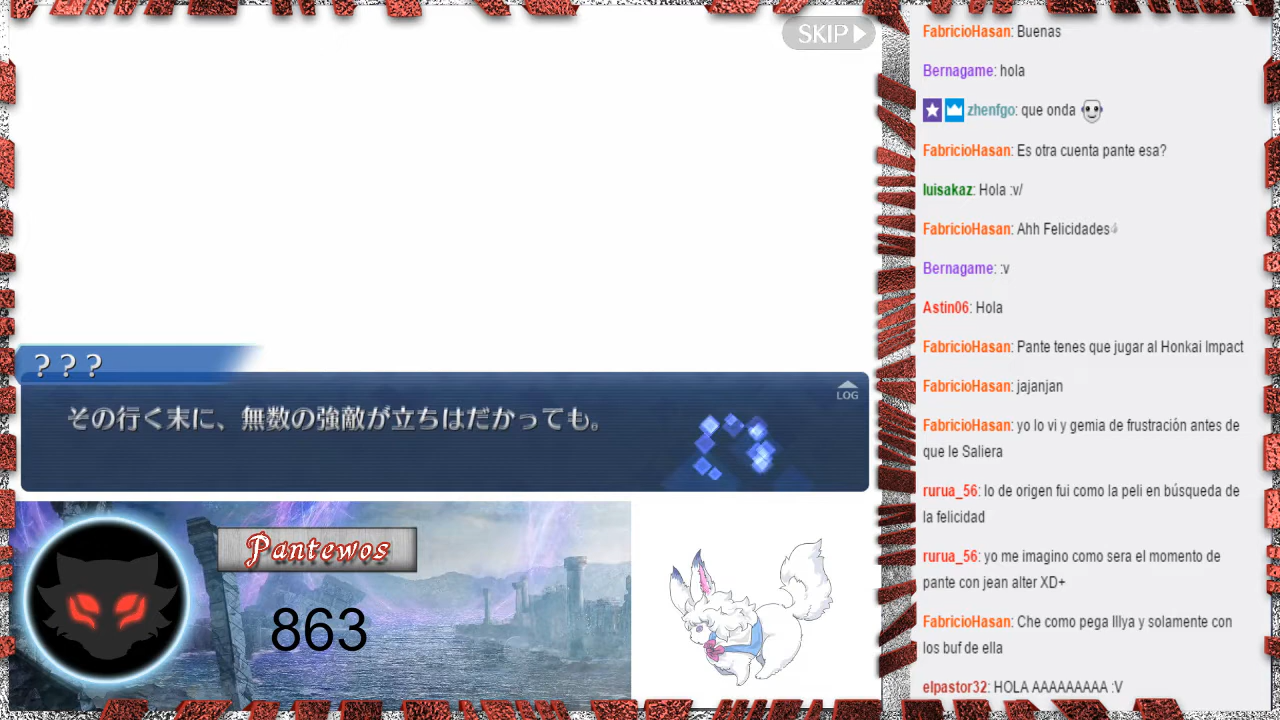 SKIP
？？？
LOG
その行く末に、無数の強敵が立ちはだかっても。
Pantewos
863
FabricioHasan: Buenas
Bernagame: hola
zhenfgo: que onda
FabricioHasan: Es otra cuenta pante esa?
luisakaz: Hola :v/
FabricioHasan: Ahh Felicidades
Bernagame: :v
Astin06: Hola
FabricioHasan: Pante tenes que jugar al Honkai Impact
FabricioHasan: jajanjan
FabricioHasan: yo lo vi y gemia de frustración antes de
que le Saliera
rurua_56: lo de origen fui como la peli en búsqueda de
la felicidad
rurua_56: yo me imagino como sera el momento de
pante con jean alter XD+
FabricioHasan: Che como pega Illya y solamente con
los buf de ella
elpastor32: HOLA AAAAAAAAA :V